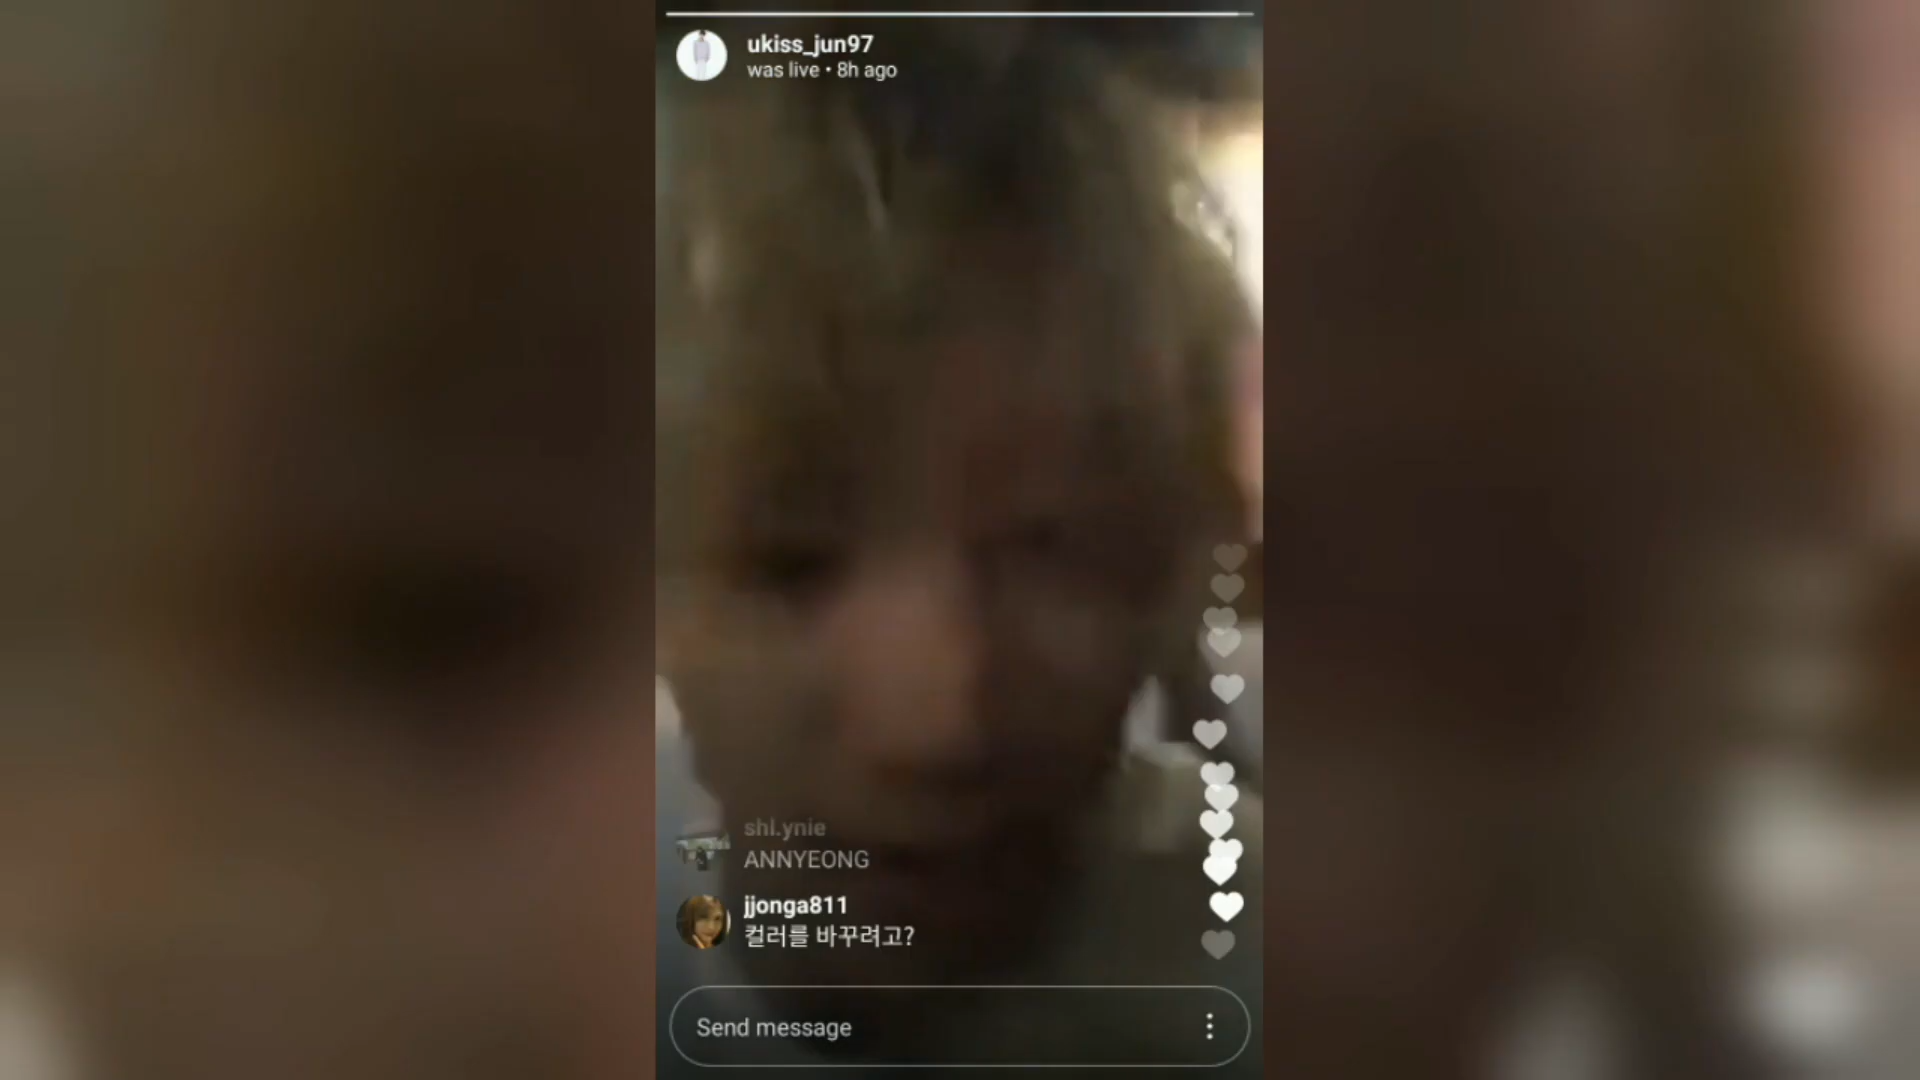 ukiss_jun97
was live • 8h ago
shl.ynie
ANNYEONG
jjonga811
컬러를 바꾸려고?
Send message